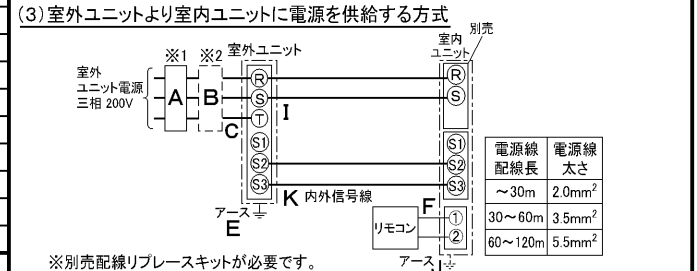 (3)室外ユニットより室内ユニットに電源を供給する方式
※1 ※2 室外ユニット
室内
ユニット
別売
室外
ユニット電源
三相 200V
A B
C
R
S
T
S1
S2
S3
I
K 内外信号線
R
S
S1
S2
S3
アース
E
リモコン
F
①
②
アース
電源線
配線長
電源線
太さ
～30m 2.0mm²
30～60m 3.5mm²
60～120m 5.5mm²
※別売配線リプレースキットが必要です。